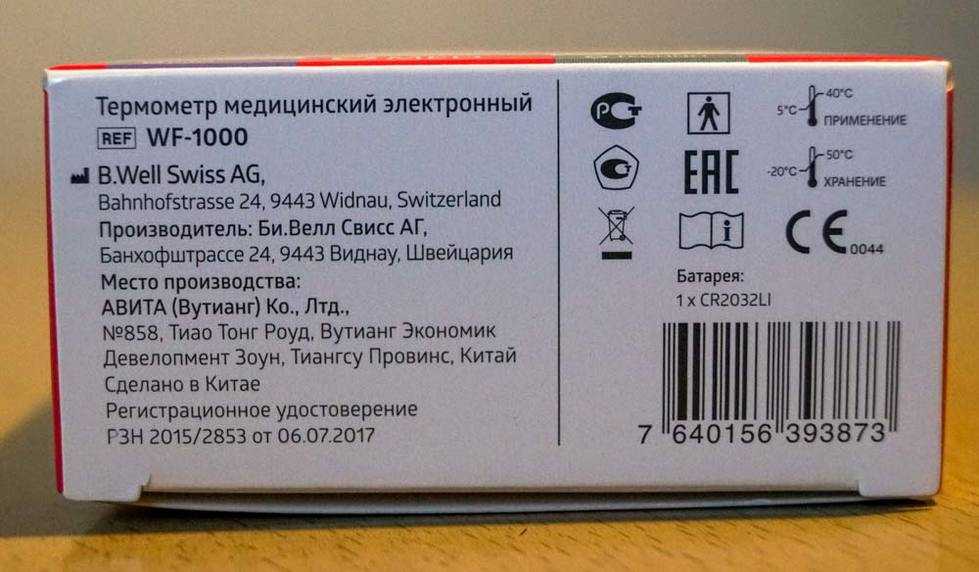 Термометр медицинский электронный
REF WF-1000
B.Well Swiss AG,
Bahnhofstrasse 24, 9443 Widnau, Switzerland
Производитель: Би.Велл Свисс АГ,
Банхофштрассе 24, 9443 Виднау, Швейцария
Место производства:
АВИТА (Вутианг) Ко., Лтд.,
№858, Тиао Тонг Роуд, Вутианг Экономик
Девелопмент Зоун, Тиангсу Провинс, Китай
Сделано в Китае
Регистрационное удостоверение
РЗН 2015/2853 от 06.07.2017
РСТ
40°C
5°C
ПРИМЕНЕНИЕ
EAC
50°C
-20°C
ХРАНЕНИЕ
i
CE 0044
Батарея:
1 x CR2032LI
7 640156 393873